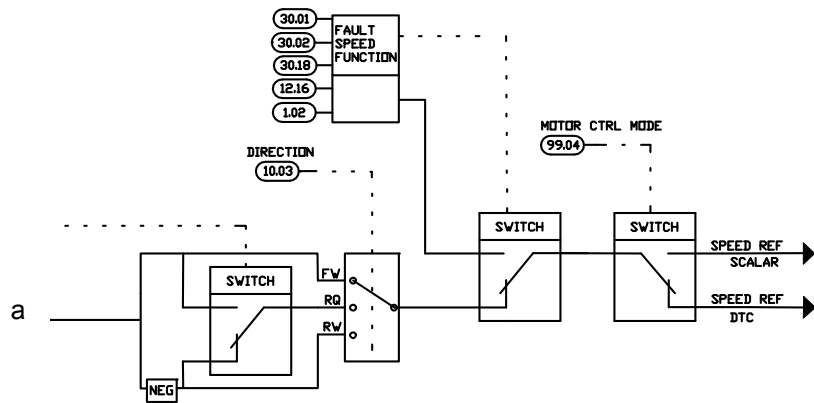 30.01
30.02
30.18
12.16
1.02
FAULT
SPEED
FUNCTION
MOTOR CTRL MODE
99.04
DIRECTION
10.03
SWITCH
SWITCH
SPEED REF
SCALAR
SPEED REF
DTC
SWITCH
FW
RQ
RW
a
NEG